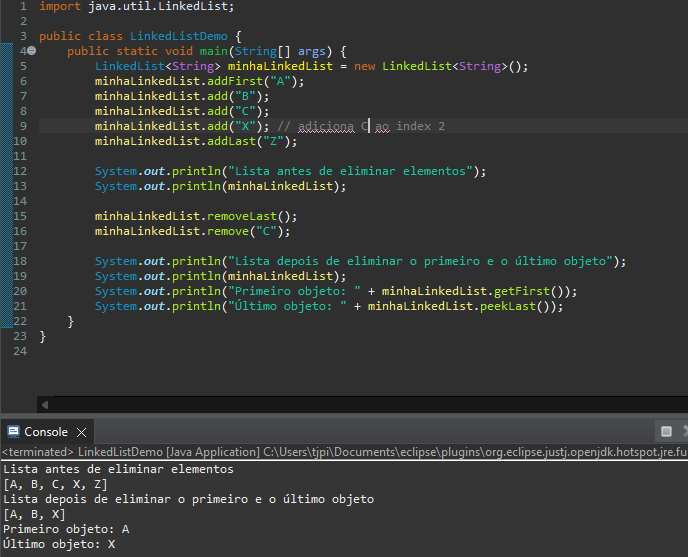 1 import java.util.LinkedList;
2
3 public class LinkedListDemo {
4 public static void main(String[] args) {
5 LinkedList<String> minhaLinkedList = new LinkedList<String>();
6 minhaLinkedList.addFirst("A");
7 minhaLinkedList.add("B");
8 minhaLinkedList.add("C");
9 minhaLinkedList.add("X"); // adiciona C ao index 2
10 minhaLinkedList.addLast("Z");
11
12 System.out.println("Lista antes de eliminar elementos");
13 System.out.println(minhaLinkedList);
14
15 minhaLinkedList.removeLast();
16 minhaLinkedList.remove("C");
17
18 System.out.println("Lista depois de eliminar o primeiro e o último objeto");
19 System.out.println(minhaLinkedList);
20 System.out.println("Primeiro objeto: " + minhaLinkedList.getFirst());
21 System.out.println("Último objeto: " + minhaLinkedList.peekLast());
22 }
23 }
24
Console
<terminated> LinkedListDemo [Java Application] C:\Users\tjpi\Documents\eclipse\plugins\org.eclipse.justj.openjdk.hotspot.jre.fu
Lista antes de eliminar elementos
[A, B, C, X, Z]
Lista depois de eliminar o primeiro e o último objeto
[A, B, X]
Primeiro objeto: A
Último objeto: X